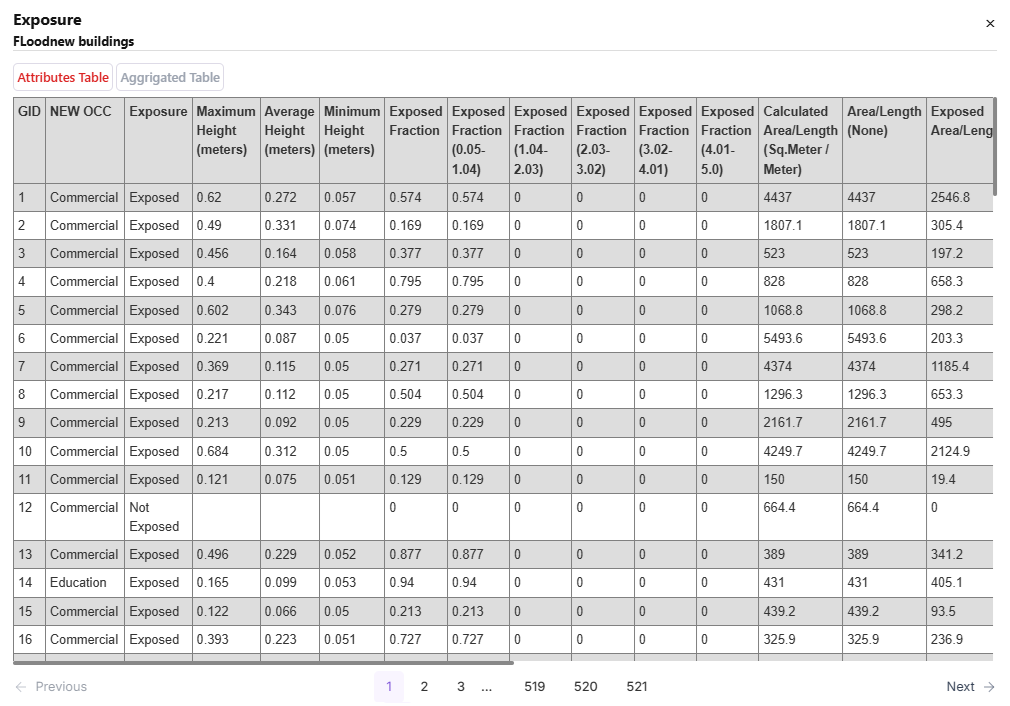 Exposure
FLoodnew buildings
Attributes Table Aggrigated Table
GID NEW OCC Exposure Maximum Height (meters) Average Height (meters) Minimum Height (meters) Exposed Fraction Exposed Fraction (0.05-1.04) Exposed Fraction (1.04-2.03) Exposed Fraction (2.03-3.02) Exposed Fraction (3.02-4.01) Exposed Fraction (4.01-5.0) Calculated Area/Length (Sq.Meter / Meter) Area/Length (None) Exposed Area/Leng
1 Commercial Exposed 0.62 0.272 0.057 0.574 0.574 0 0 0 0 4437 4437 2546.8
2 Commercial Exposed 0.49 0.331 0.074 0.169 0.169 0 0 0 0 1807.1 1807.1 305.4
3 Commercial Exposed 0.456 0.164 0.058 0.377 0.377 0 0 0 0 523 523 197.2
4 Commercial Exposed 0.4 0.218 0.061 0.795 0.795 0 0 0 0 828 828 658.3
5 Commercial Exposed 0.602 0.343 0.076 0.279 0.279 0 0 0 0 1068.8 1068.8 298.2
6 Commercial Exposed 0.221 0.087 0.05 0.037 0.037 0 0 0 0 5493.6 5493.6 203.3
7 Commercial Exposed 0.369 0.115 0.05 0.271 0.271 0 0 0 0 4374 4374 1185.4
8 Commercial Exposed 0.217 0.112 0.05 0.504 0.504 0 0 0 0 1296.3 1296.3 653.3
9 Commercial Exposed 0.213 0.092 0.05 0.229 0.229 0 0 0 0 2161.7 2161.7 495
10 Commercial Exposed 0.684 0.312 0.05 0.5 0.5 0 0 0 0 4249.7 4249.7 2124.9
11 Commercial Exposed 0.121 0.075 0.051 0.129 0.129 0 0 0 0 150 150 19.4
12 Commercial Not Exposed 0 0 0 0 0 0 664.4 664.4 0
13 Commercial Exposed 0.496 0.229 0.052 0.877 0.877 0 0 0 0 389 389 341.2
14 Education Exposed 0.165 0.099 0.053 0.94 0.94 0 0 0 0 431 431 405.1
15 Commercial Exposed 0.122 0.066 0.05 0.213 0.213 0 0 0 0 439.2 439.2 93.5
16 Commercial Exposed 0.393 0.223 0.051 0.727 0.727 0 0 0 0 325.9 325.9 236.9
← Previous 1 2 3 ... 519 520 521 Next →